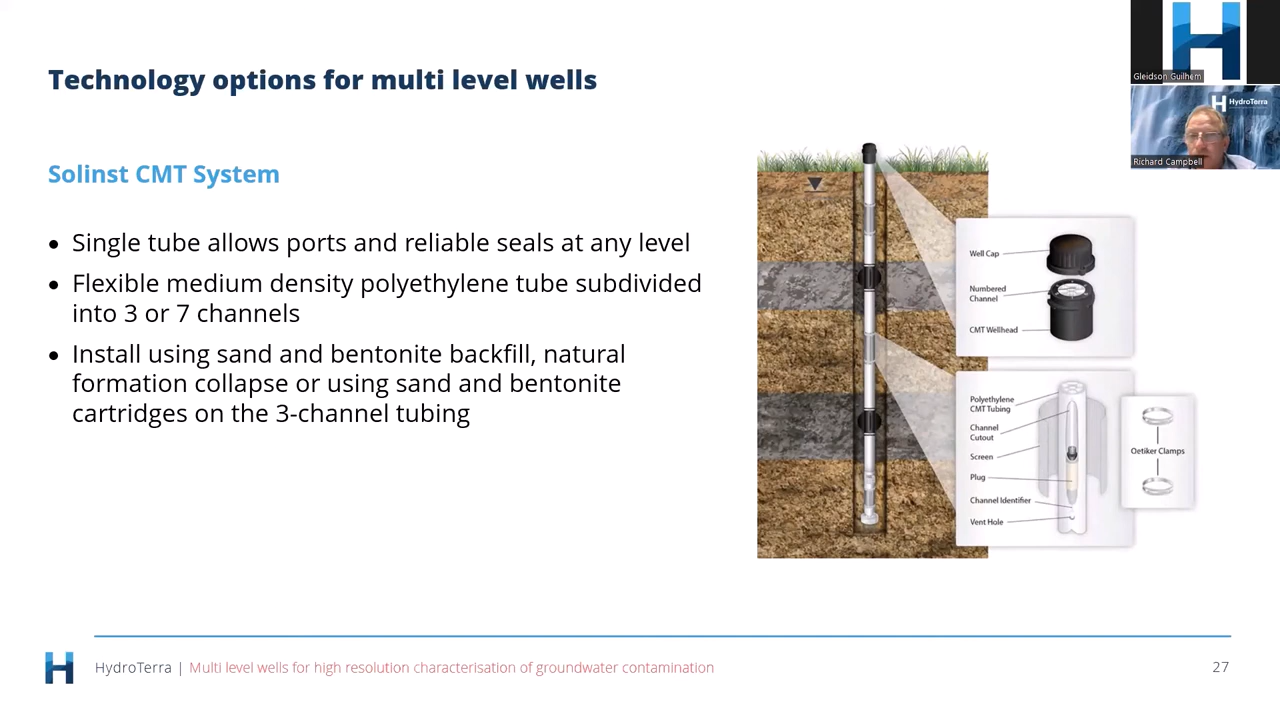 Technology options for multi level wells
Gleidson Guilhem
HydroTerra
Richard Campbell
Solinst CMT System
• Single tube allows ports and reliable seals at any level
• Flexible medium density polyethylene tube subdivided
into 3 or 7 channels
• Install using sand and bentonite backfill, natural
formation collapse or using sand and bentonite
cartridges on the 3-channel tubing
Well Cap
Numbered
Channel
CMT Wellhead
Polyethylene
CMT Tubing
Channel
Cutout
Screen
Plug
Channel Identifier
Vent Hole
Oetiker Clamps
HydroTerra | Multi level wells for high resolution characterisation of groundwater contamination
27